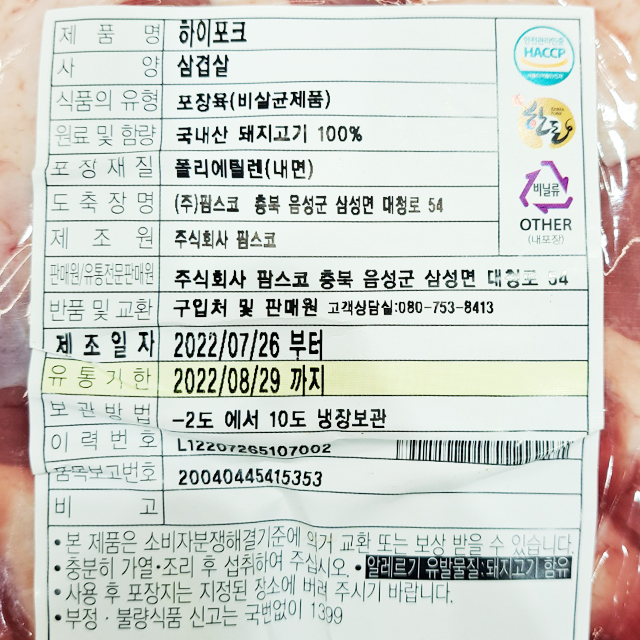 제 품 명 하이포크
사 양 삼겹살
식품의 유형 포장육(비살균제품)
원료 및 함량 국내산 돼지고기 100%
포 장 재 질 폴리에틸렌(내면)
도 축 장 명 (주)팜스코 충북 음성군 삼성면 대청로 54
제 조 원 주식회사 팜스코
판매원/유통전문판매원 주식회사 팜스코 충북 음성군 삼성면 대청로 54
반품 및 교환 구입처 및 판매원 고객상담실:080-753-8413
제 조 일 자 2022/07/26 부터
유 통 기 한 2022/08/29 까지
보 관 방 법 -2도 에서 10도 냉장보관
이 력 번 호 L12207265107002
품목보고번호 20040445415353
비 고
HACCP
한돈
비닐류
OTHER
(내포장)
• 본 제품은 소비자분쟁해결기준에 의거 교환 또는 보상 받을 수 있습니다.
• 충분히 가열·조리 후 섭취하여 주십시오. • 알레르기 유발물질:돼지고기 함유
• 사용 후 포장지는 지정된 장소에 버려 주시기 바랍니다.
• 부정·불량식품 신고는 국번없이 1399